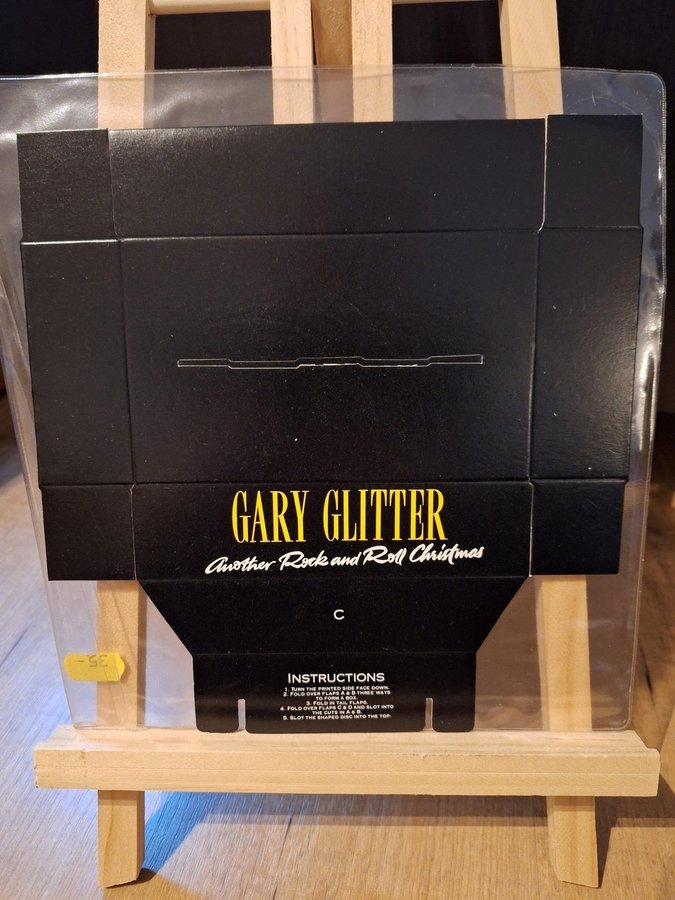 GARY GLITTER
Another Rock and Roll Christmas
C
35.-
INSTRUCTIONS
1. TURN THE PRINTED SIDE FACE DOWN.
2. FOLD OVER FLAPS A & B THREE WAYS
TO FORM A BOX.
3. FOLD IN TAIL FLAPS.
4. FOLD OVER FLAPS C & D AND SLOT INTO
THE CUTS IN A & B.
5. SLOT THE SHAPED DISC INTO THE TOP.